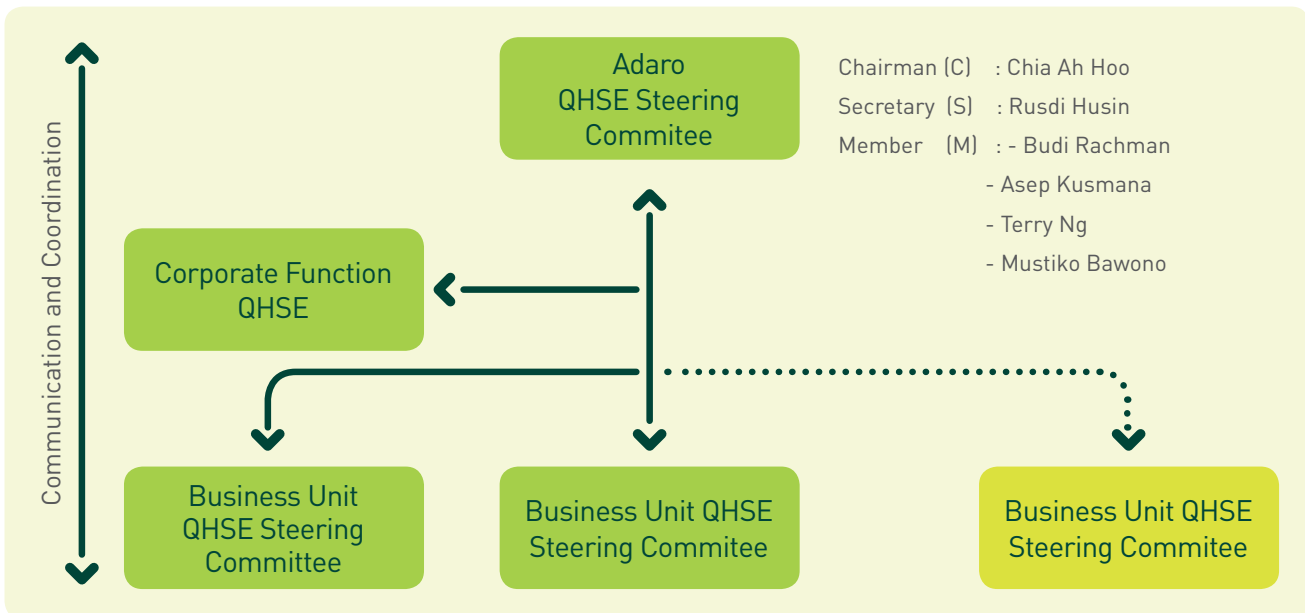 Communication and Coordination
Adaro
QHSE Steering
Commitee
Chairman (C) : Chia Ah Hoo
Secretary (S) : Rusdi Husin
Member (M) : - Budi Rachman
- Asep Kusmana
- Terry Ng
- Mustiko Bawono
Corporate Function
QHSE
Business Unit
QHSE Steering
Committee
Business Unit QHSE
Steering Commitee
Business Unit QHSE
Steering Commitee